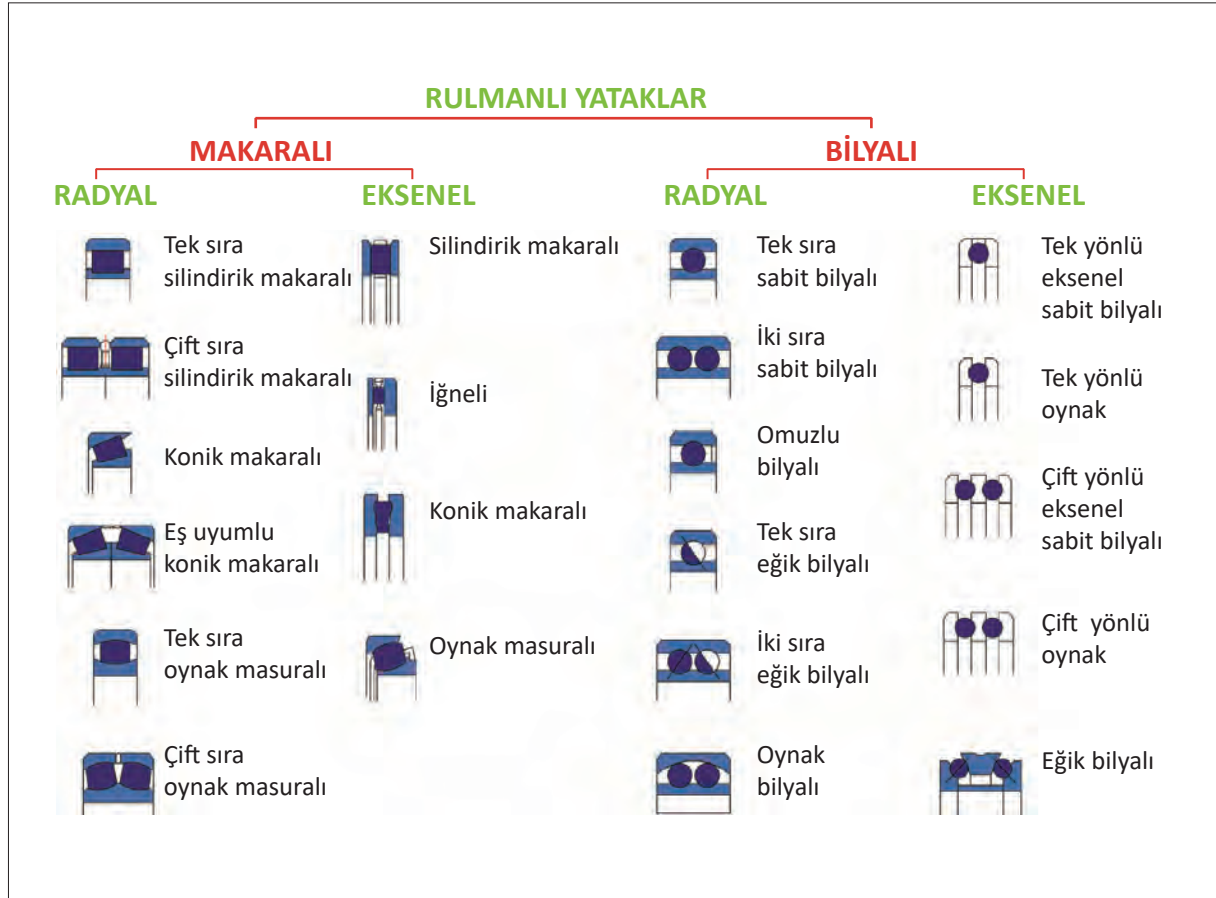 RULMANLI YATAKLAR
MAKARALI
BİLYALI
RADYAL
EKSENEL
RADYAL
EKSENEL
Tek sıra
silindirik makaralı
Çift sıra
silindirik makaralı
Konik makaralı
Eş uyumlu
konik makaralı
Tek sıra
oynak masuralı
Çift sıra
oynak masuralı
Silindirik makaralı
İğneli
Konik makaralı
Oynak masuralı
Tek sıra
sabit bilyalı
İki sıra
sabit bilyalı
Omuzlu
bilyalı
Tek sıra
eğik bilyalı
İki sıra
eğik bilyalı
Oynak
bilyalı
Tek yönlü
eksenel
sabit bilyalı
Tek yönlü
oynak
Çift yönlü
eksenel
sabit bilyalı
Çift yönlü
oynak
Eğik bilyalı